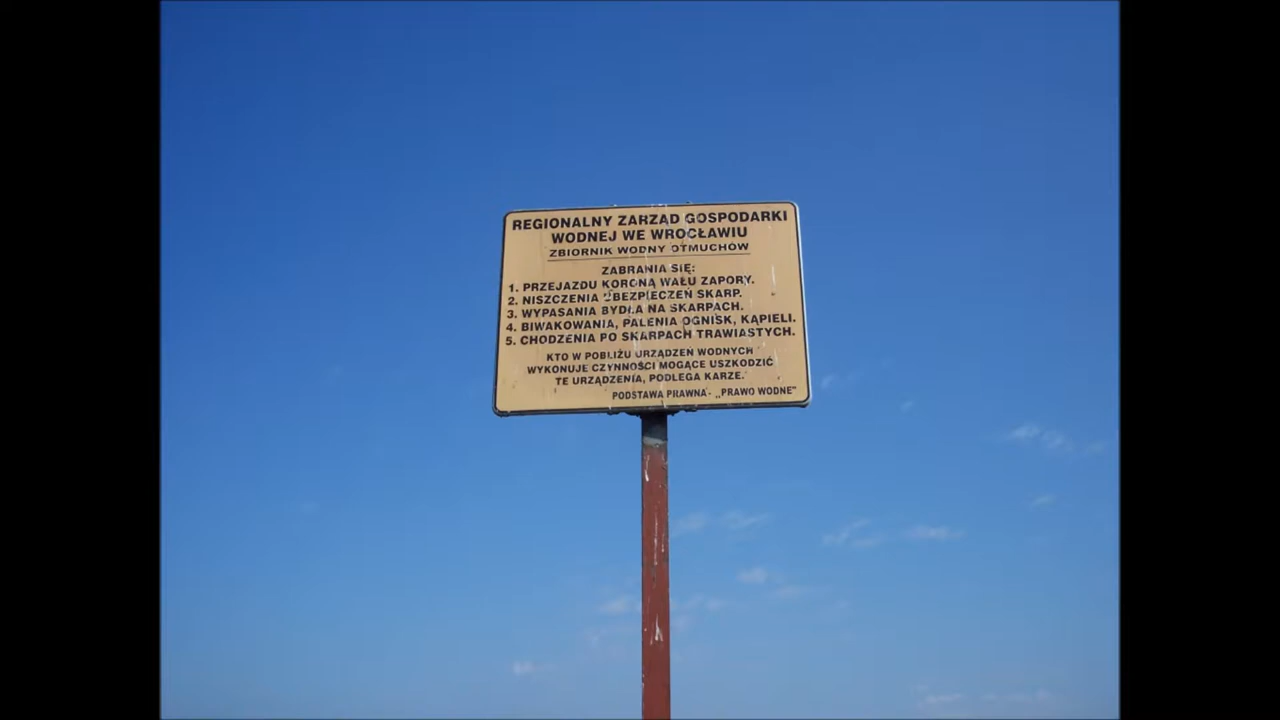 REGIONALNY ZARZĄD GOSPODARKI
WODNEJ WE WROCŁAWIU
ZBIORNIK WODNY OTMUCHÓW
ZABRANIA SIĘ:
1. PRZEJAZDU KORONĄ WAŁU ZAPORY.
2. NISZCZENIA UBEZPIECZEŃ SKARP.
3. WYPASANIA BYDŁA NA SKARPACH.
4. BIWAKOWANIA, PALENIA OGNISK, KĄPIELI.
5. CHODZENIA PO SKARPACH TRAWIASTYCH.
KTO W POBLIŻU URZĄDZEŃ WODNYCH
WYKONUJE CZYNNOŚCI MOGĄCE USZKODZIĆ
TE URZĄDZENIA, PODLEGA KARZE.
PODSTAWA PRAWNA - „PRAWO WODNE"